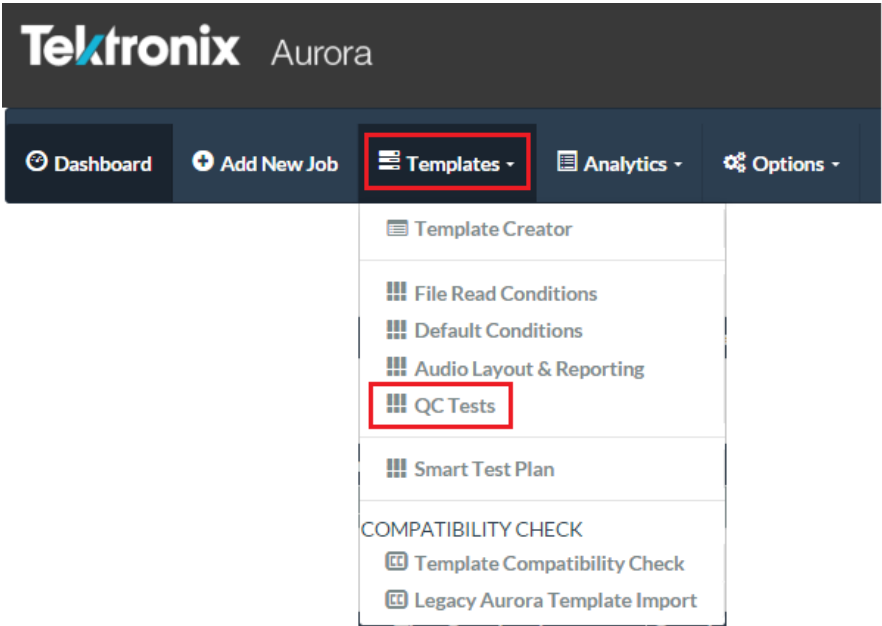 Tektronix Aurora
Dashboard Add New Job Templates Analytics Options
Template Creator
File Read Conditions
Default Conditions
Audio Layout & Reporting
QC Tests
Smart Test Plan
COMPATIBILITY CHECK
Template Compatibility Check
Legacy Aurora Template Import